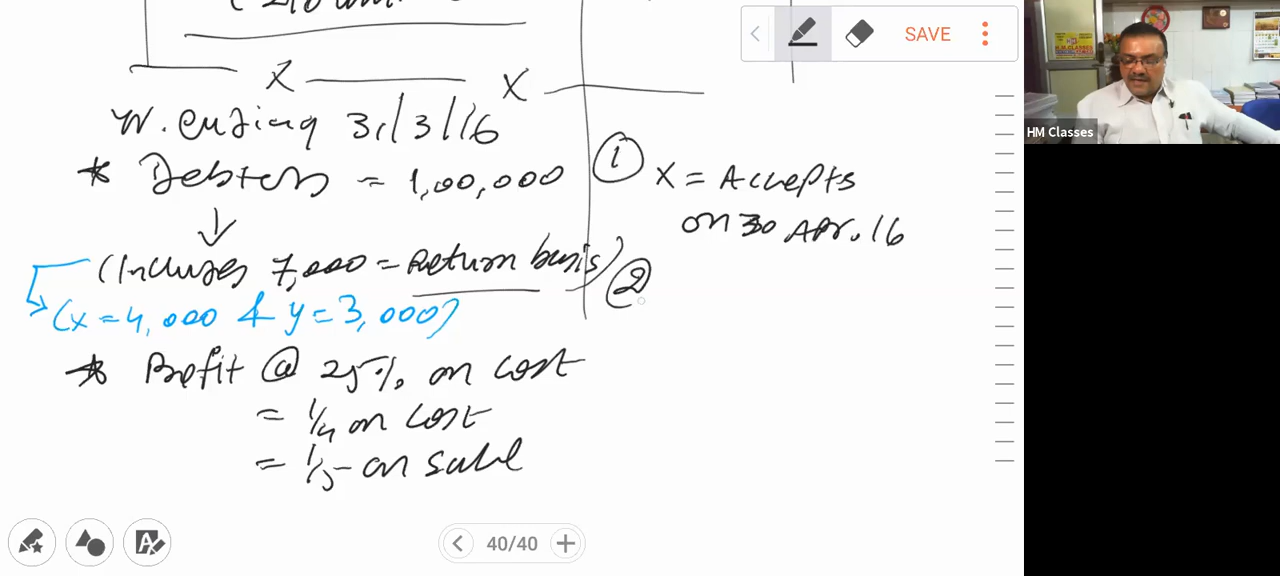 SAVE
HM Classes
X X
Y. ending 31/3/16
* Debtors = 1,00,000
(Includes 7,000 = Return basis)
(x = 4,000 & y = 3,000)
* Profit @ 25% on cost
= 1/4 on cost
= 1/5 on sale
①
X = Accepts
on 30 Apr. 16
②
40/40